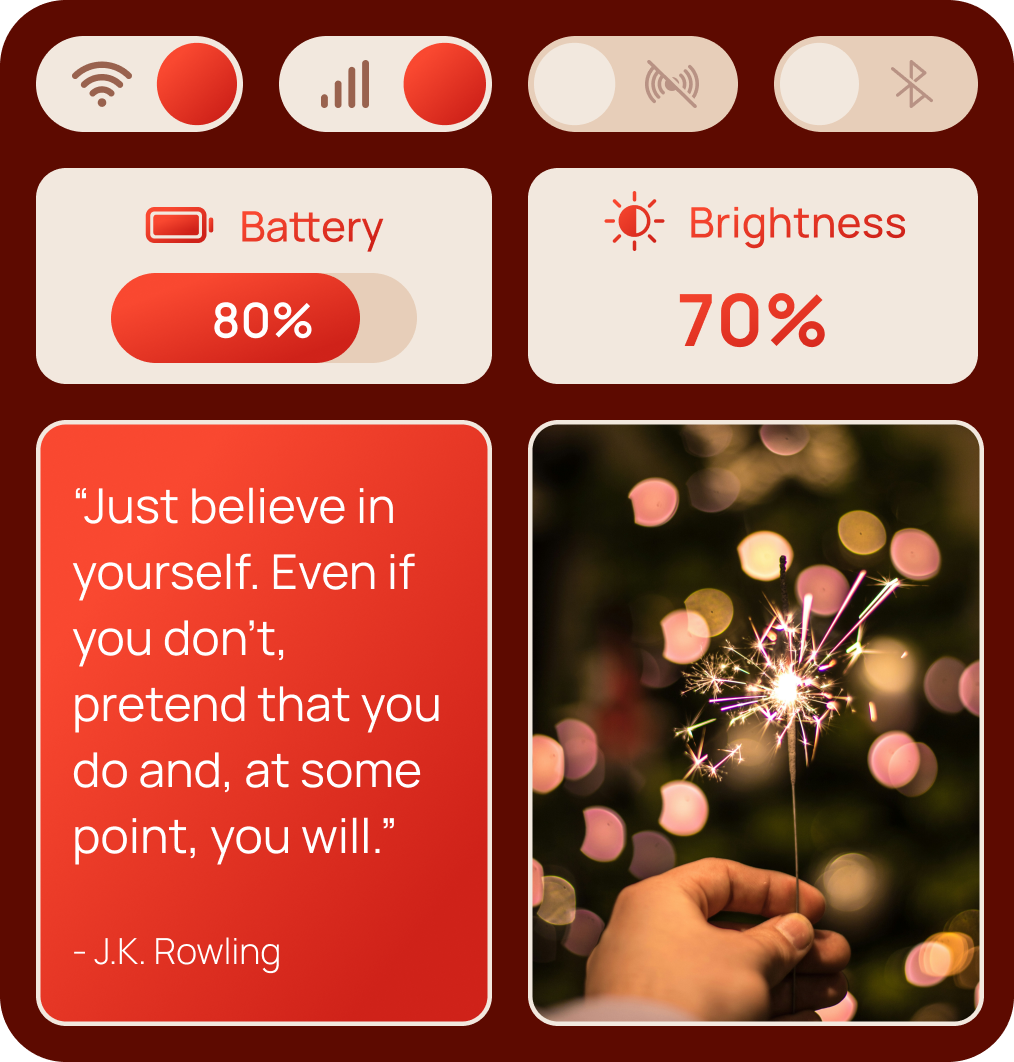 Battery
80%
Brightness
70%
“Just believe in
yourself. Even if
you don’t,
pretend that you
do and, at some
point, you will.”
- J.K. Rowling